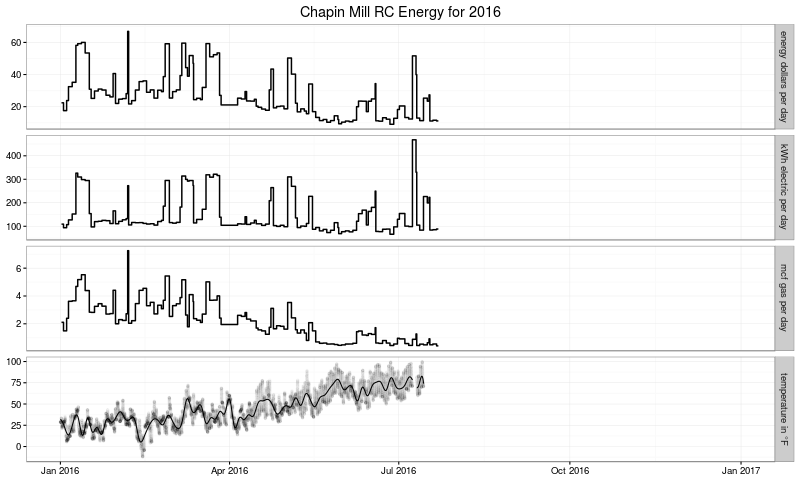 Chapin Mill RC Energy for 2016
60
40
20
energy dollars per day
400
300
200
100
kWh electric per day
6
4
2
mcf gas per day
100
75
50
25
0
temperature in °F
Jan 2016
Apr 2016
Jul 2016
Oct 2016
Jan 2017